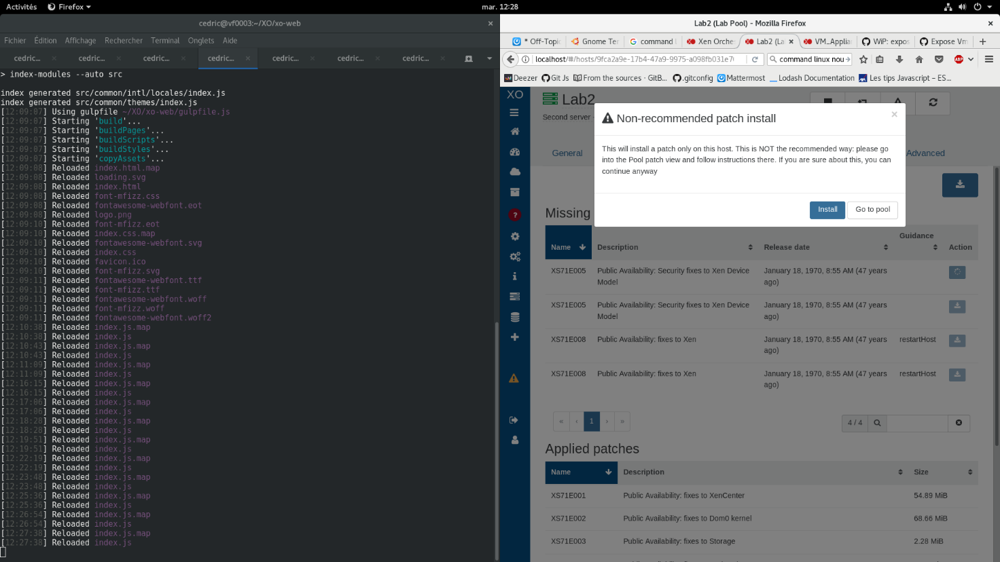 Activités
Firefox
mar. 12:28
cedric@vf0003:~/XO/xo-web
×
Fichier Édition Affichage Rechercher Terminal Onglets Aide
cedric... × cedric... × cedric... × cedric... × cedric... × cedric... × cedric... ×
> index-modules --auto src
index generated src/common/intl/locales/index.js
index generated src/common/themes/index.js
[12:09:07] Using gulpfile ~/XO/xo-web/gulpfile.js
[12:09:07] Starting 'build'...
[12:09:07] Starting 'buildPages'...
[12:09:07] Starting 'buildScripts'...
[12:09:07] Starting 'buildStyles'...
[12:09:07] Starting 'copyAssets'...
[12:09:08] Reloaded index.html.map
[12:09:08] Reloaded loading.svg
[12:09:08] Reloaded index.html
[12:09:08] Reloaded font-mfizz.css
[12:09:08] Reloaded fontawesome-webfont.eot
[12:09:08] Reloaded logo.png
[12:09:08] Reloaded font-mfizz.eot
[12:09:10] Reloaded index.css.map
[12:09:10] Reloaded fontawesome-webfont.svg
[12:09:10] Reloaded index.css
[12:09:10] Reloaded favicon.ico
[12:09:10] Reloaded font-mfizz.svg
[12:09:11] Reloaded fontawesome-webfont.ttf
[12:09:11] Reloaded font-mfizz.ttf
[12:09:11] Reloaded fontawesome-webfont.woff
[12:09:11] Reloaded font-mfizz.woff
[12:09:11] Reloaded fontawesome-webfont.woff2
[12:10:38] Reloaded index.js.map
[12:10:38] Reloaded index.js
[12:10:43] Reloaded index.js.map
[12:10:43] Reloaded index.js
[12:11:09] Reloaded index.js.map
[12:11:09] Reloaded index.js
[12:16:15] Reloaded index.js.map
[12:16:15] Reloaded index.js
[12:17:06] Reloaded index.js.map
[12:17:06] Reloaded index.js
[12:18:28] Reloaded index.js.map
[12:18:28] Reloaded index.js
[12:19:51] Reloaded index.js.map
[12:19:51] Reloaded index.js
[12:22:19] Reloaded index.js.map
[12:22:19] Reloaded index.js
[12:23:48] Reloaded index.js.map
[12:23:48] Reloaded index.js
[12:25:36] Reloaded index.js.map
[12:25:36] Reloaded index.js
[12:26:54] Reloaded index.js.map
[12:26:54] Reloaded index.js
[12:27:38] Reloaded index.js.map
[12:27:38] Reloaded index.js
Lab2 (Lab Pool) - Mozilla Firefox
×
* Off-Topic Gnome Ter command l Xen Orche Lab2 (La × VM_Applia WiP: expos Expose Vm +
localhost/#/hosts/9fca2a9e-17b4-47a9-9975-a098fb031e7
command linux nou
ABP
Deezer Git Js From the sources · GitB... .gitconfig Mattermost Lodash Documentation Les tips Javascript – ES...
XO
Lab2
Second server -
General
Advanced
Non-recommended patch install
×
This will install a patch only on this host. This is NOT the recommended way: please go
into the Pool patch view and follow instructions there. If you are sure about this, you can
continue anyway
Install Go to pool
Missing
Name Description Release date Guidance Action
XS71E005 Public Availability: Security fixes to Xen Device January 18, 1970, 8:55 AM (47 years
Model ago)
XS71E005 Public Availability: Security fixes to Xen Device January 18, 1970, 8:55 AM (47 years
Model ago)
XS71E008 Public Availability: fixes to Xen January 18, 1970, 8:55 AM (47 years restartHost
ago)
XS71E008 Public Availability: fixes to Xen January 18, 1970, 8:55 AM (47 years restartHost
ago)
« ‹ 1 › »
4 / 4
Applied patches
Name Description Size
XS71E001 Public Availability: fixes to XenCenter 54.89 MiB
XS71E002 Public Availability: fixes to Dom0 kernel 68.66 MiB
XS71E003 Public Availability: fixes to Storage 2.28 MiB